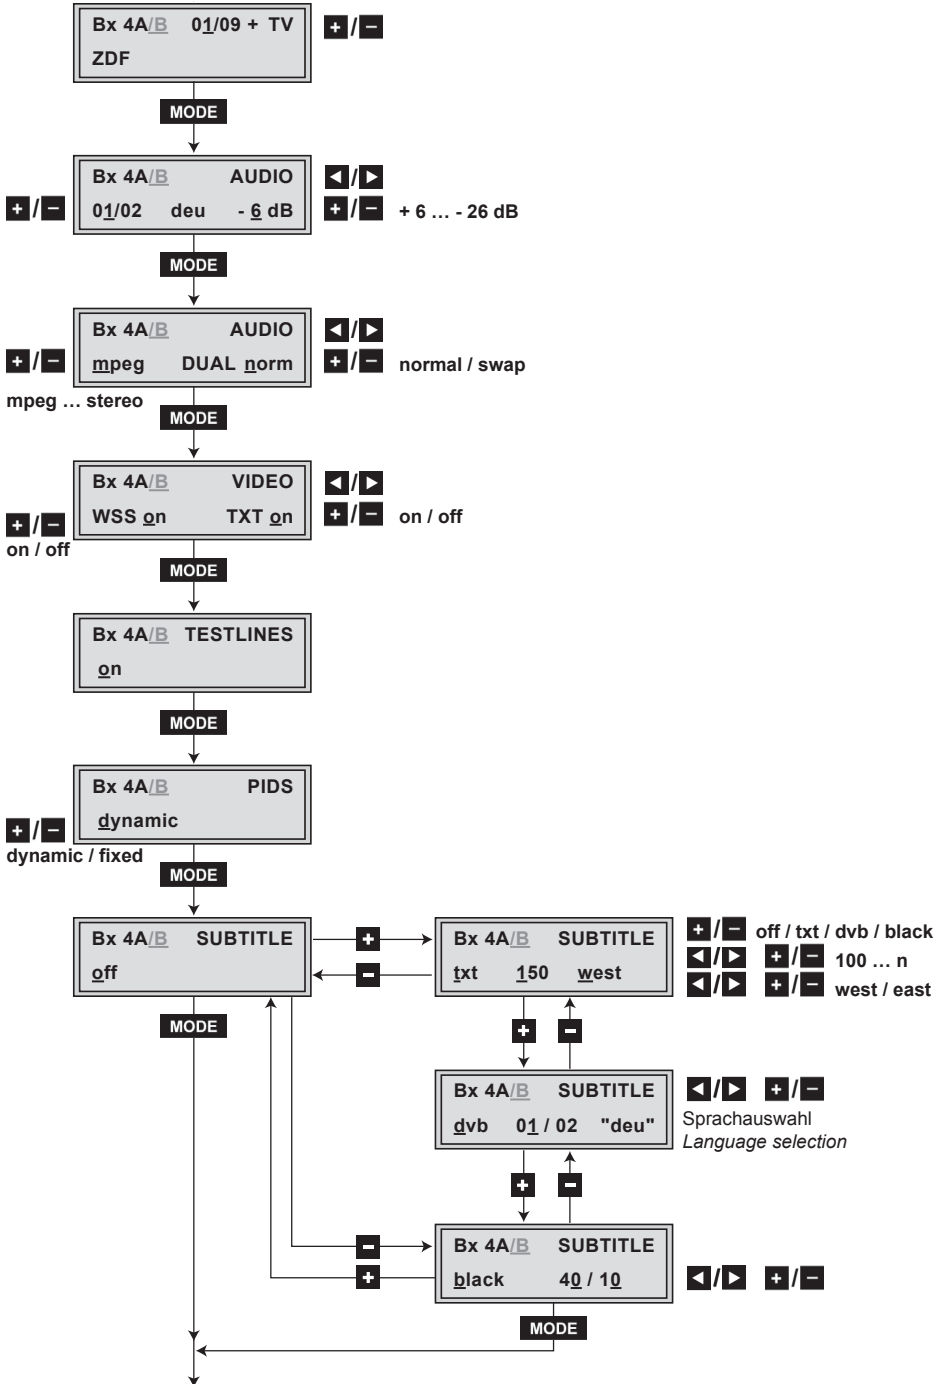 Bx 4A/B 01/09 + TV + / −
ZDF
MODE
Bx 4A/B AUDIO ◄ / ►
+ / − 01/02 deu - 6 dB + / − + 6 … - 26 dB
MODE
Bx 4A/B AUDIO ◄ / ►
+ / − mpeg DUAL norm + / − normal / swap
mpeg … stereo
MODE
Bx 4A/B VIDEO ◄ / ►
+ / − WSS on TXT on + / − on / off
on / off
MODE
Bx 4A/B TESTLINES
on
MODE
Bx 4A/B PIDS
+ / − dynamic
dynamic / fixed
MODE
Bx 4A/B SUBTITLE
off
+
−
Bx 4A/B SUBTITLE
txt 150 west
+ / − off / txt / dvb / black
◄ / ► + / − 100 … n
◄ / ► + / − west / east
MODE
+ −
Bx 4A/B SUBTITLE ◄ / ► + / −
dvb 01 / 02 "deu"
Sprachauswahl
Language selection
+ −
−
+
Bx 4A/B SUBTITLE
black 40 / 10 ◄ / ► + / −
MODE